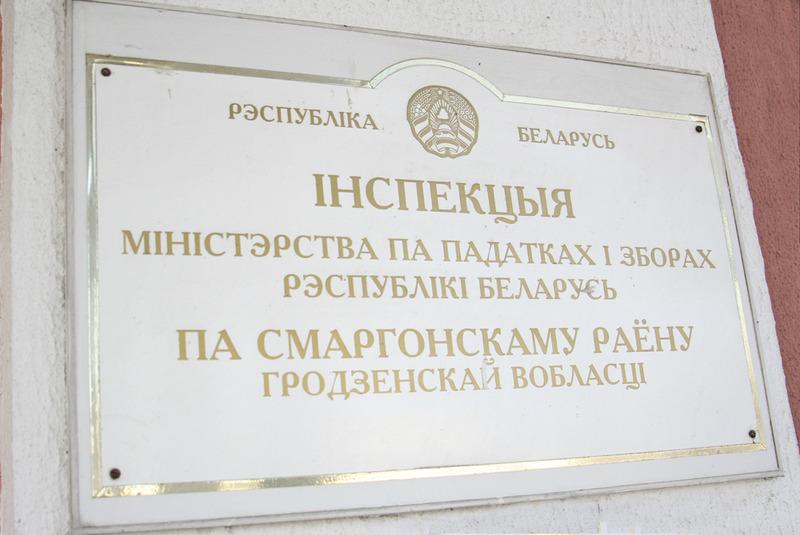 РЭСПУБЛІКА БЕЛАРУСЬ
ІНСПЕКЦЫЯ
МІНІСТЭРСТВА ПА ПАДАТКАХ І ЗБОРАХ
РЭСПУБЛІКІ БЕЛАРУСЬ
ПА СМАРГОНСКАМУ РАЁНУ
ГРОДЗЕНСКАЙ ВОБЛАСЦІ